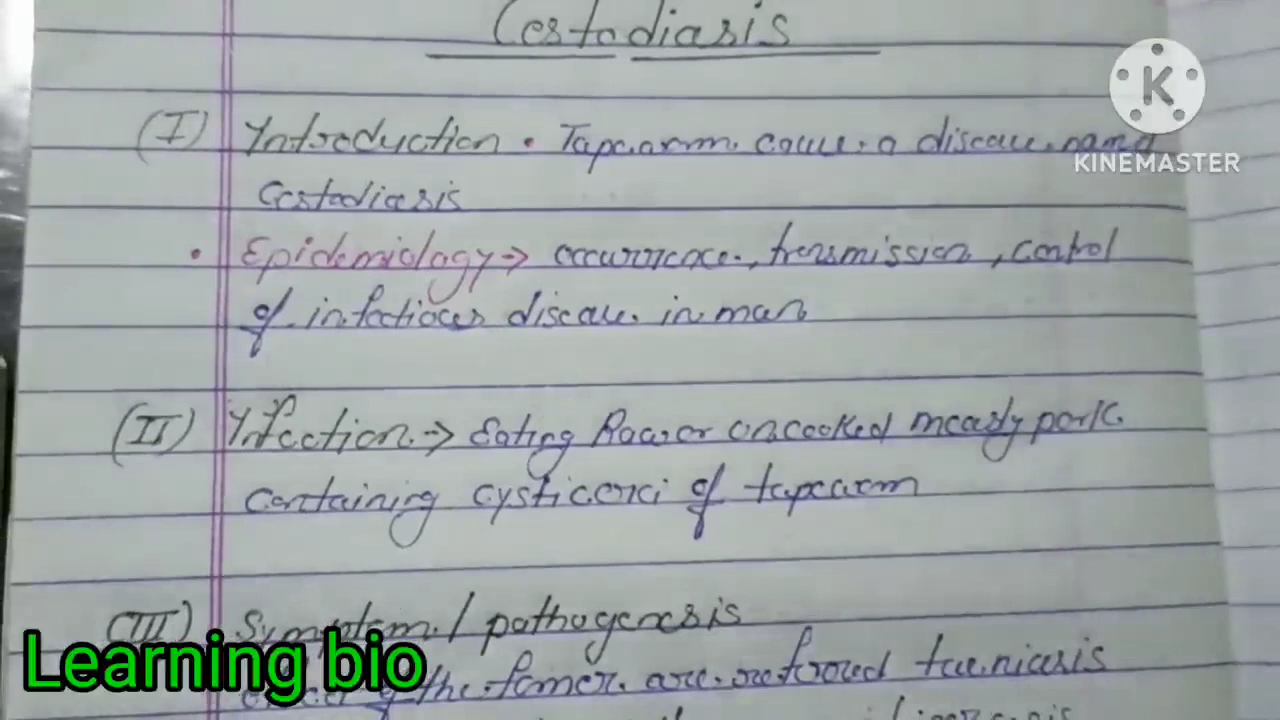 Cestodiasis
(I) Introduction • Tapeworm cause a disease named
KINEMASTER
Cestodiasis
• Epidemiology → occurrence, transmission, control
of infectious disease in man
(II) Infection → Eating Raw or uncooked measly pork
containing cysticerci of tapeworm
(III) Symptom / pathogenesis
Learning bio
of the former are referred taeniasis